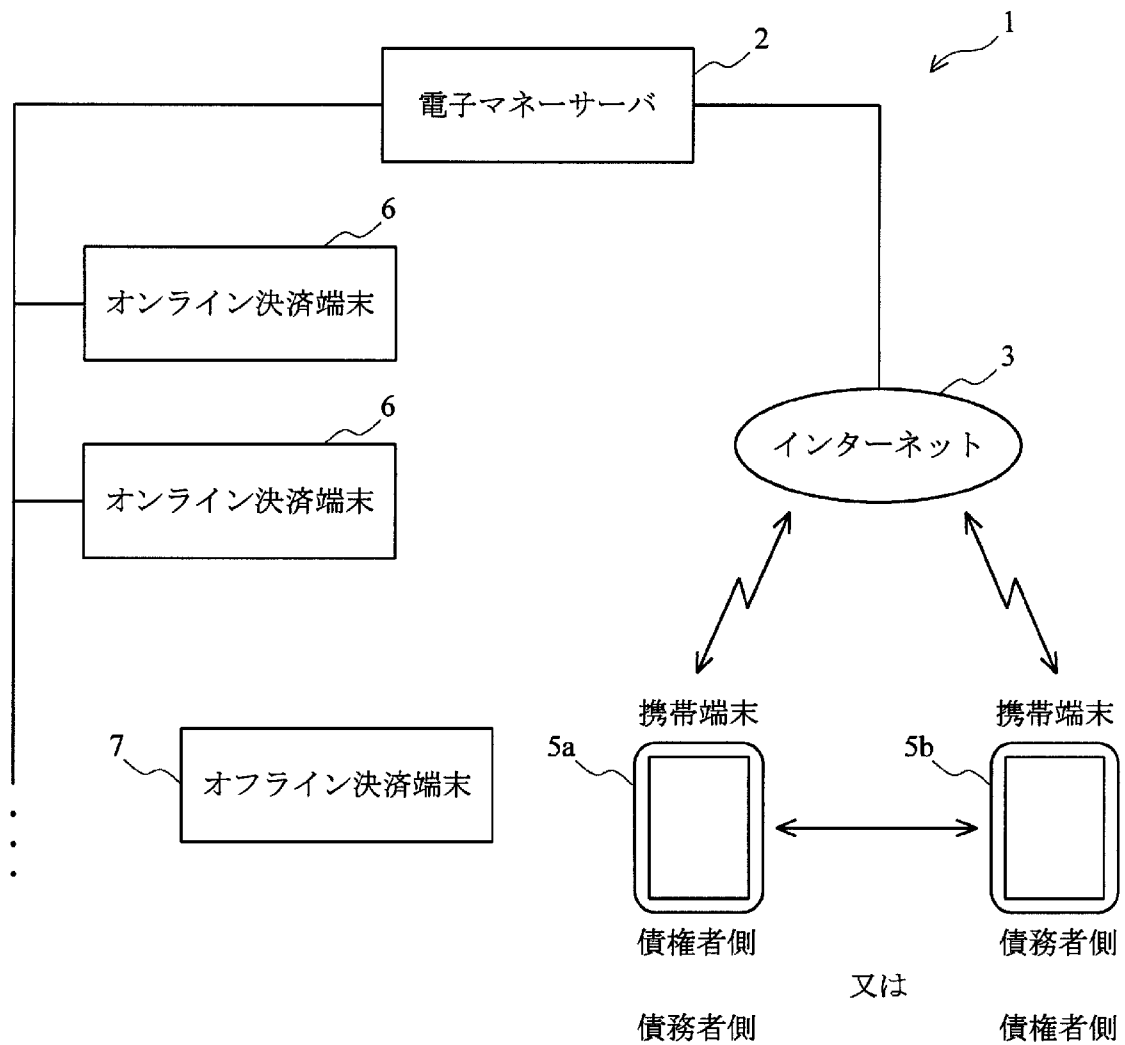 1
2
電子マネーサーバ
6
オンライン決済端末
6
オンライン決済端末
3
インターネット
7
オフライン決済端末
携帯端末
携帯端末
5a
5b
債権者側
債務者側
又は
債務者側
債権者側